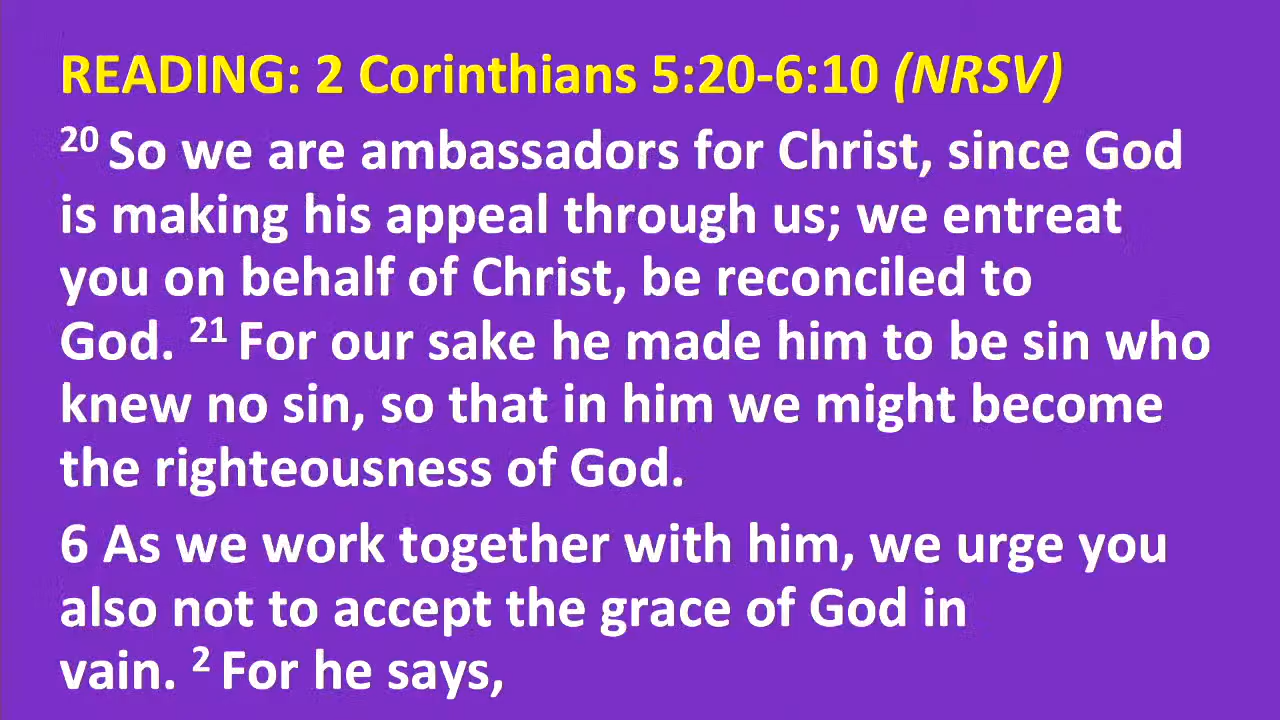 READING: 2 Corinthians 5:20-6:10 (NRSV)
20 So we are ambassadors for Christ, since God
is making his appeal through us; we entreat
you on behalf of Christ, be reconciled to
God. 21 For our sake he made him to be sin who
knew no sin, so that in him we might become
the righteousness of God.
6 As we work together with him, we urge you
also not to accept the grace of God in
vain. 2 For he says,